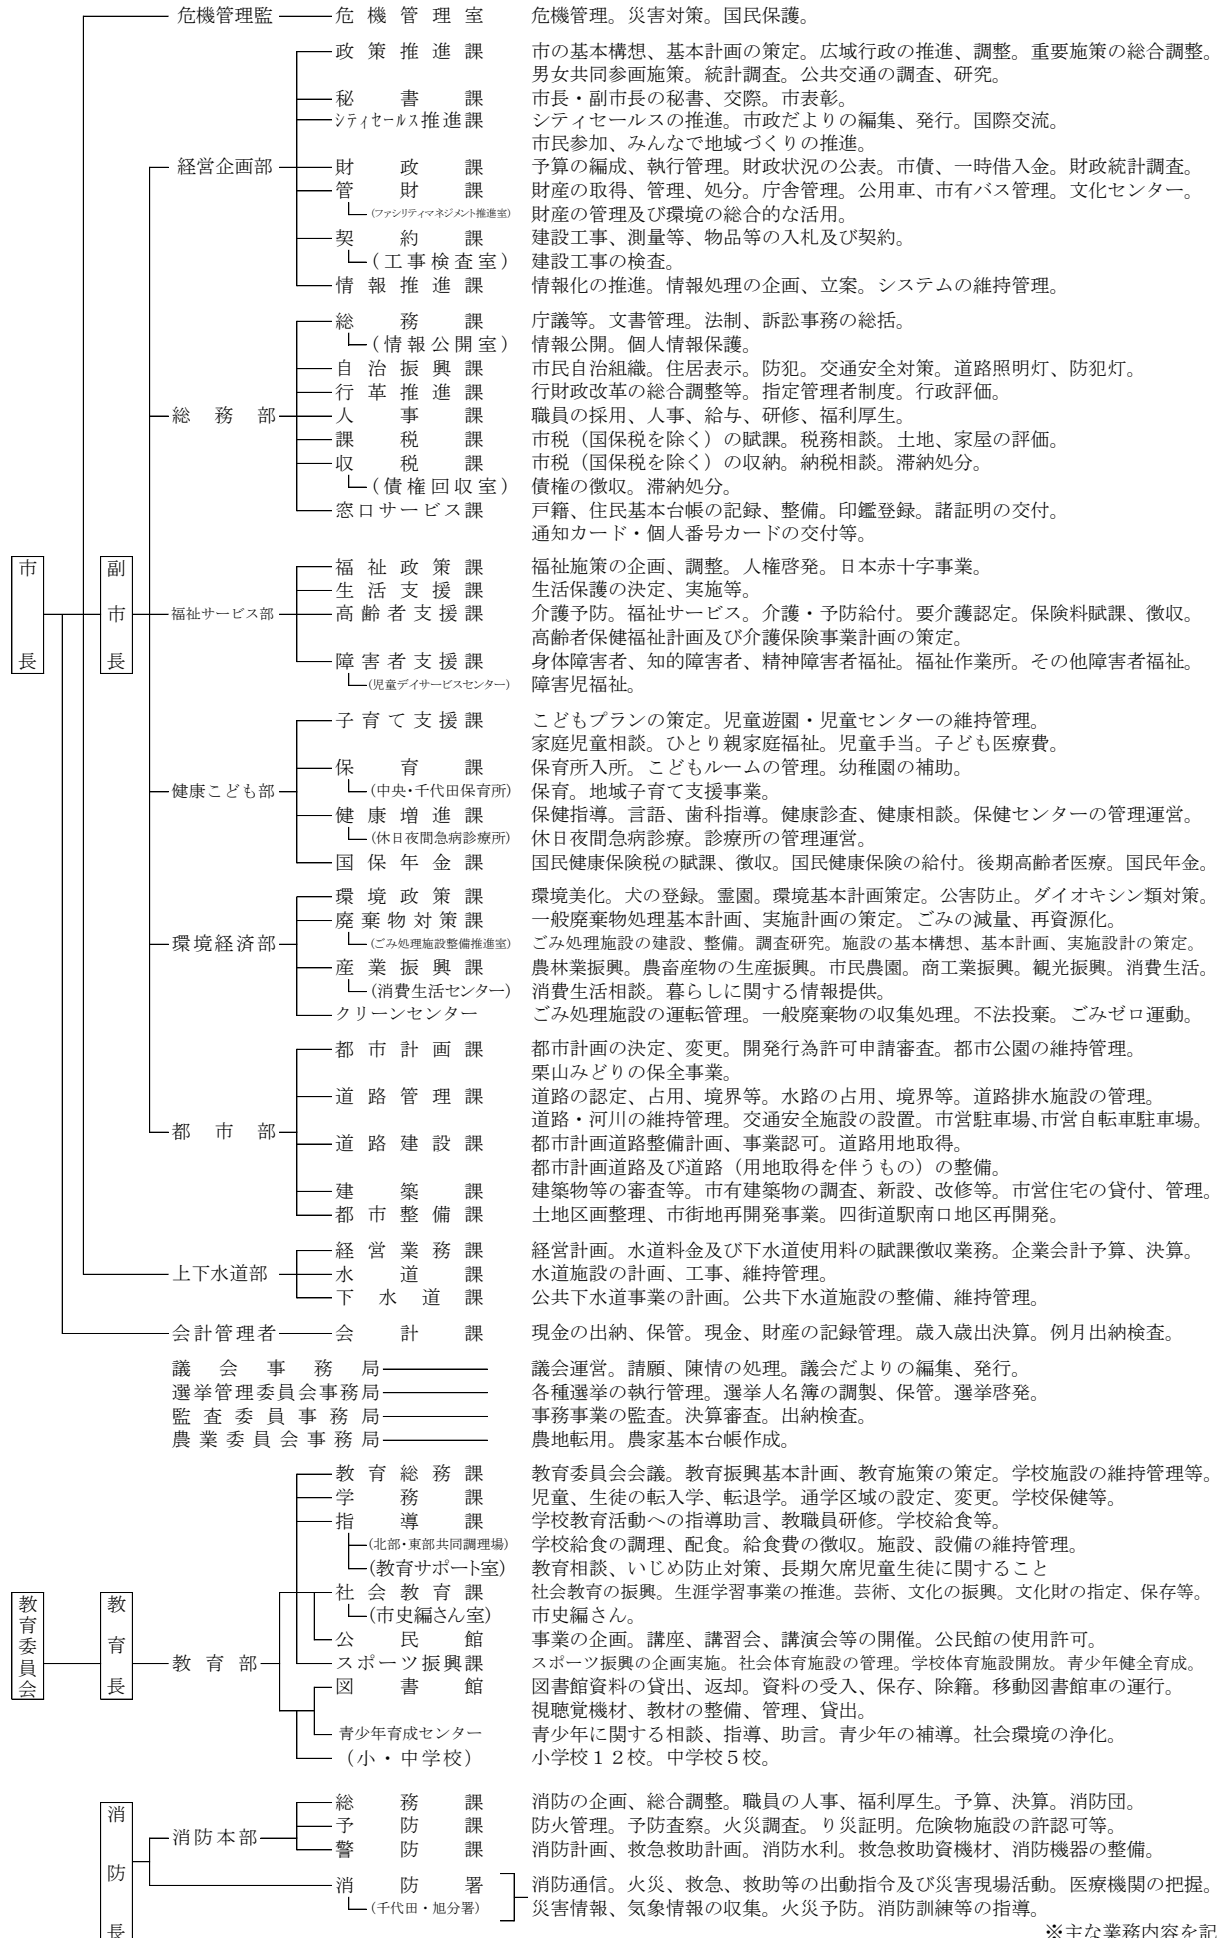 危機管理監 危機管理室 危機管理。災害対策。国民保護。
政策推進課 市の基本構想、基本計画の策定。広域行政の推進、調整。重要施策の総合調整。
男女共同参画施策。統計調査。公共交通の調査、研究。
秘書課 市長・副市長の秘書、交際。市表彰。
シティセールス推進課 シティセールスの推進。市政だよりの編集、発行。国際交流。
市民参加、みんなで地域づくりの推進。
経営企画部 財政課 予算の編成、執行管理。財政状況の公表。市債、一時借入金。財政統計調査。
管財課 財産の取得、管理、処分。庁舎管理。公用車、市有バス管理。文化センター。
(ファシリティマネジメント推進室) 財産の管理及び環境の総合的な活用。
契約課 建設工事、測量等、物品等の入札及び契約。
(工事検査室) 建設工事の検査。
情報推進課 情報化の推進。情報処理の企画、立案。システムの維持管理。
総務課 庁議等。文書管理。法制、訴訟事務の総括。
(情報公開室) 情報公開。個人情報保護。
自治振興課 市民自治組織。住居表示。防犯。交通安全対策。道路照明灯、防犯灯。
行革推進課 行財政改革の総合調整等。指定管理者制度。行政評価。
総務部 人事課 職員の採用、人事、給与、研修、福利厚生。
課税課 市税（国保税を除く）の賦課。税務相談。土地、家屋の評価。
収税課 市税（国保税を除く）の収納。納税相談。滞納処分。
(債権回収室) 債権の徴収。滞納処分。
窓口サービス課 戸籍、住民基本台帳の記録、整備。印鑑登録。諸証明の交付。
通知カード・個人番号カードの交付等。
市長 副市長
福祉政策課 福祉施策の企画、調整。人権啓発。日本赤十字事業。
生活支援課 生活保護の決定、実施等。
福祉サービス部 高齢者支援課 介護予防。福祉サービス。介護・予防給付。要介護認定。保険料賦課、徴収。
高齢者保健福祉計画及び介護保険事業計画の策定。
障害者支援課 身体障害者、知的障害者、精神障害者福祉。福祉作業所。その他障害者福祉。
(児童デイサービスセンター) 障害児福祉。
子育て支援課 こどもプランの策定。児童遊園・児童センターの維持管理。
家庭児童相談。ひとり親家庭福祉。児童手当。子ども医療費。
保育課 保育所入所。こどもルームの管理。幼稚園の補助。
健康こども部 (中央・千代田保育所) 保育。地域子育て支援事業。
健康増進課 保健指導。言語、歯科指導。健康診査、健康相談。保健センターの管理運営。
(休日夜間急病診療所) 休日夜間急病診療。診療所の管理運営。
国保年金課 国民健康保険税の賦課、徴収。国民健康保険の給付。後期高齢者医療。国民年金。
環境政策課 環境美化。犬の登録。霊園。環境基本計画策定。公害防止。ダイオキシン類対策。
廃棄物対策課 一般廃棄物処理基本計画、実施計画の策定。ごみの減量、再資源化。
環境経済部 (ごみ処理施設整備推進室) ごみ処理施設の建設、整備。調査研究。施設の基本構想、基本計画、実施設計の策定。
産業振興課 農林業振興。農畜産物の生産振興。市民農園。商工業振興。観光振興。消費生活。
(消費生活センター) 消費生活相談。暮らしに関する情報提供。
クリーンセンター ごみ処理施設の運転管理。一般廃棄物の収集処理。不法投棄。ごみゼロ運動。
都市計画課 都市計画の決定、変更。開発行為許可申請審査。都市公園の維持管理。
栗山みどりの保全事業。
道路管理課 道路の認定、占用、境界等。水路の占用、境界等。道路排水施設の管理。
道路・河川の維持管理。交通安全施設の設置。市営駐車場、市営自転車駐車場。
都市部 道路建設課 都市計画道路整備計画、事業認可。道路用地取得。
都市計画道路及び道路（用地取得を伴うもの）の整備。
建築課 建築物等の審査等。市有建築物の調査、新設、改修等。市営住宅の貸付、管理。
都市整備課 土地区画整理、市街地再開発事業。四街道駅南口地区再開発。
経営業務課 経営計画。水道料金及び下水道使用料の賦課徴収業務。企業会計予算、決算。
上下水道部 水道課 水道施設の計画、工事、維持管理。
下水道課 公共下水道事業の計画。公共下水道施設の整備、維持管理。
会計管理者 会計課 現金の出納、保管。現金、財産の記録管理。歳入歳出決算。例月出納検査。
議会事務局 議会運営。請願、陳情の処理。議会だよりの編集、発行。
選挙管理委員会事務局 各種選挙の執行管理。選挙人名簿の調製、保管。選挙啓発。
監査委員事務局 事務事業の監査。決算審査。出納検査。
農業委員会事務局 農地転用。農家基本台帳作成。
教育総務課 教育委員会会議。教育振興基本計画、教育施策の策定。学校施設の維持管理等。
学務課 児童、生徒の転入学、転退学。通学区域の設定、変更。学校保健等。
指導課 学校教育活動への指導助言、教職員研修。学校給食等。
(北部・東部共同調理場) 学校給食の調理、配食。給食費の徴収。施設、設備の維持管理。
(教育サポート室) 教育相談、いじめ防止対策、長期欠席児童生徒に関すること
社会教育課 社会教育の振興。生涯学習事業の推進。芸術、文化の振興。文化財の指定、保存等。
(市史編さん室) 市史編さん。
公民館 事業の企画。講座、講習会、講演会等の開催。公民館の使用許可。
教育委員会 教育長 教育部 スポーツ振興課 スポーツ振興の企画実施。社会体育施設の管理。学校体育施設開放。青少年健全育成。
図書館 図書館資料の貸出、返却。資料の受入、保存、除籍。移動図書館車の運行。
視聴覚機材、教材の整備、管理、貸出。
青少年育成センター 青少年に関する相談、指導、助言。青少年の補導。社会環境の浄化。
（小・中学校） 小学校１２校。中学校５校。
総務課 消防の企画、総合調整。職員の人事、福利厚生。予算、決算。消防団。
消防長 消防本部 予防課 防火管理。予防査察。火災調査。り災証明。危険物施設の許認可等。
警防課 消防計画、救急救助計画。消防水利。救急救助資機材、消防機器の整備。
消防署 消防通信。火災、救急、救助等の出動指令及び災害現場活動。医療機関の把握。
(千代田・旭分署) 災害情報、気象情報の収集。火災予防。消防訓練等の指導。
※主な業務内容を記